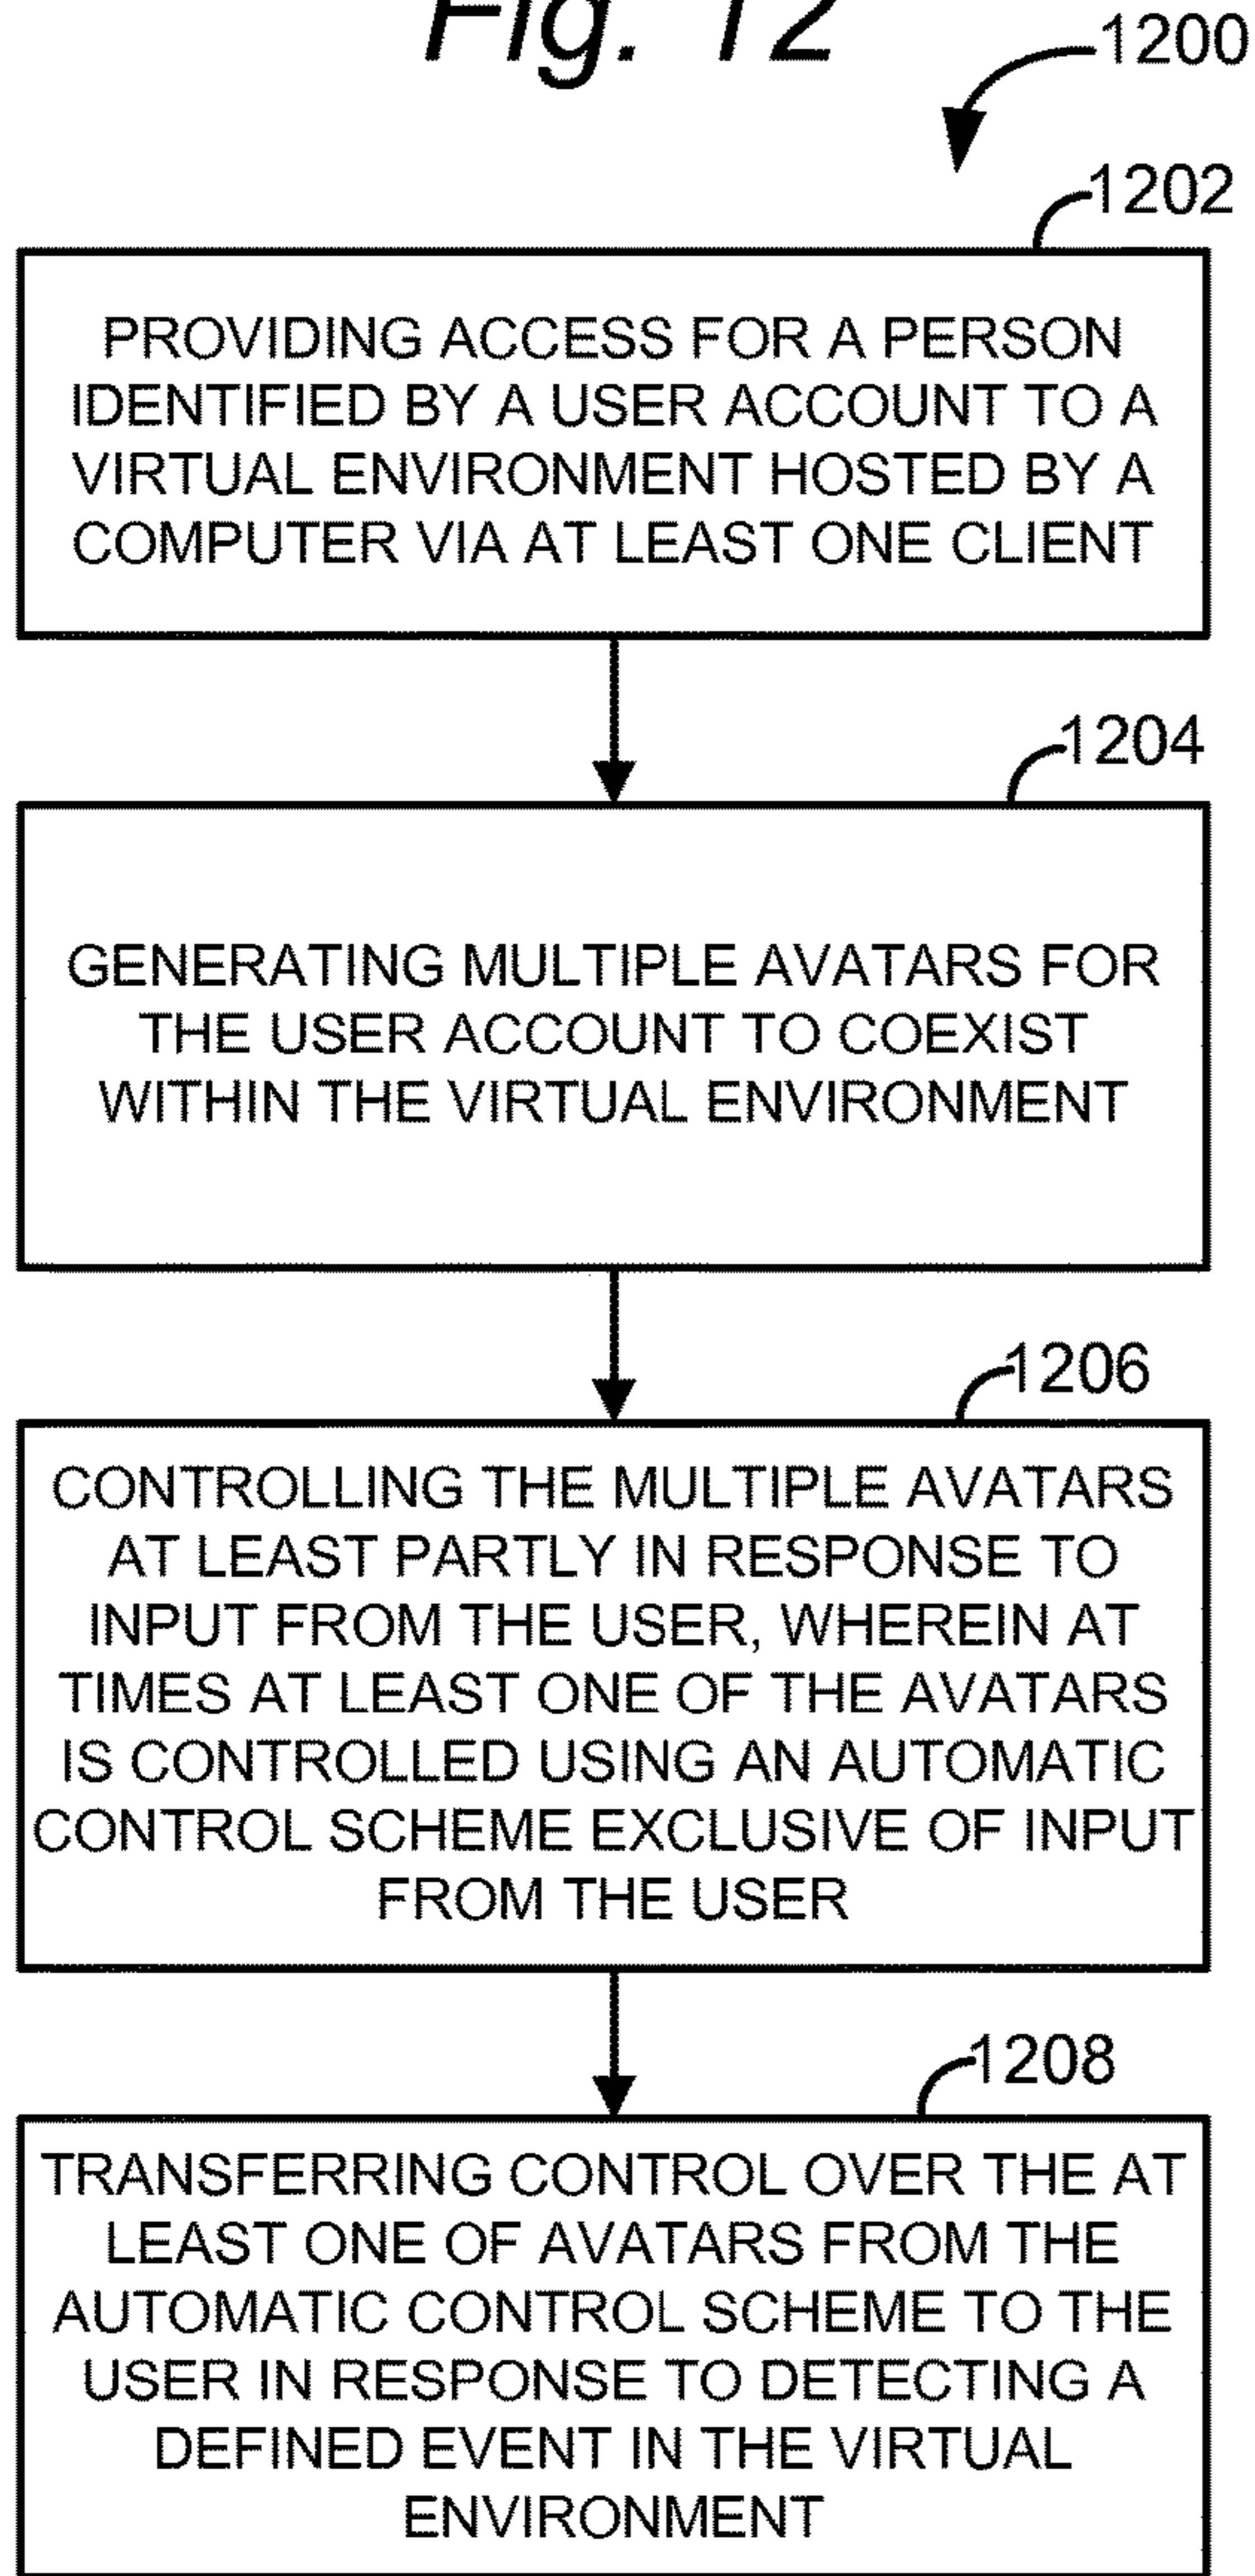 Fig. 12
1200
1202
PROVIDING ACCESS FOR A PERSON
IDENTIFIED BY A USER ACCOUNT TO A
VIRTUAL ENVIRONMENT HOSTED BY A
COMPUTER VIA AT LEAST ONE CLIENT
1204
GENERATING MULTIPLE AVATARS FOR
THE USER ACCOUNT TO COEXIST
WITHIN THE VIRTUAL ENVIRONMENT
1206
CONTROLLING THE MULTIPLE AVATARS
AT LEAST PARTLY IN RESPONSE TO
INPUT FROM THE USER, WHEREIN AT
TIMES AT LEAST ONE OF THE AVATARS
IS CONTROLLED USING AN AUTOMATIC
CONTROL SCHEME EXCLUSIVE OF INPUT
FROM THE USER
1208
TRANSFERRING CONTROL OVER THE AT
LEAST ONE OF AVATARS FROM THE
AUTOMATIC CONTROL SCHEME TO THE
USER IN RESPONSE TO DETECTING A
DEFINED EVENT IN THE VIRTUAL
ENVIRONMENT